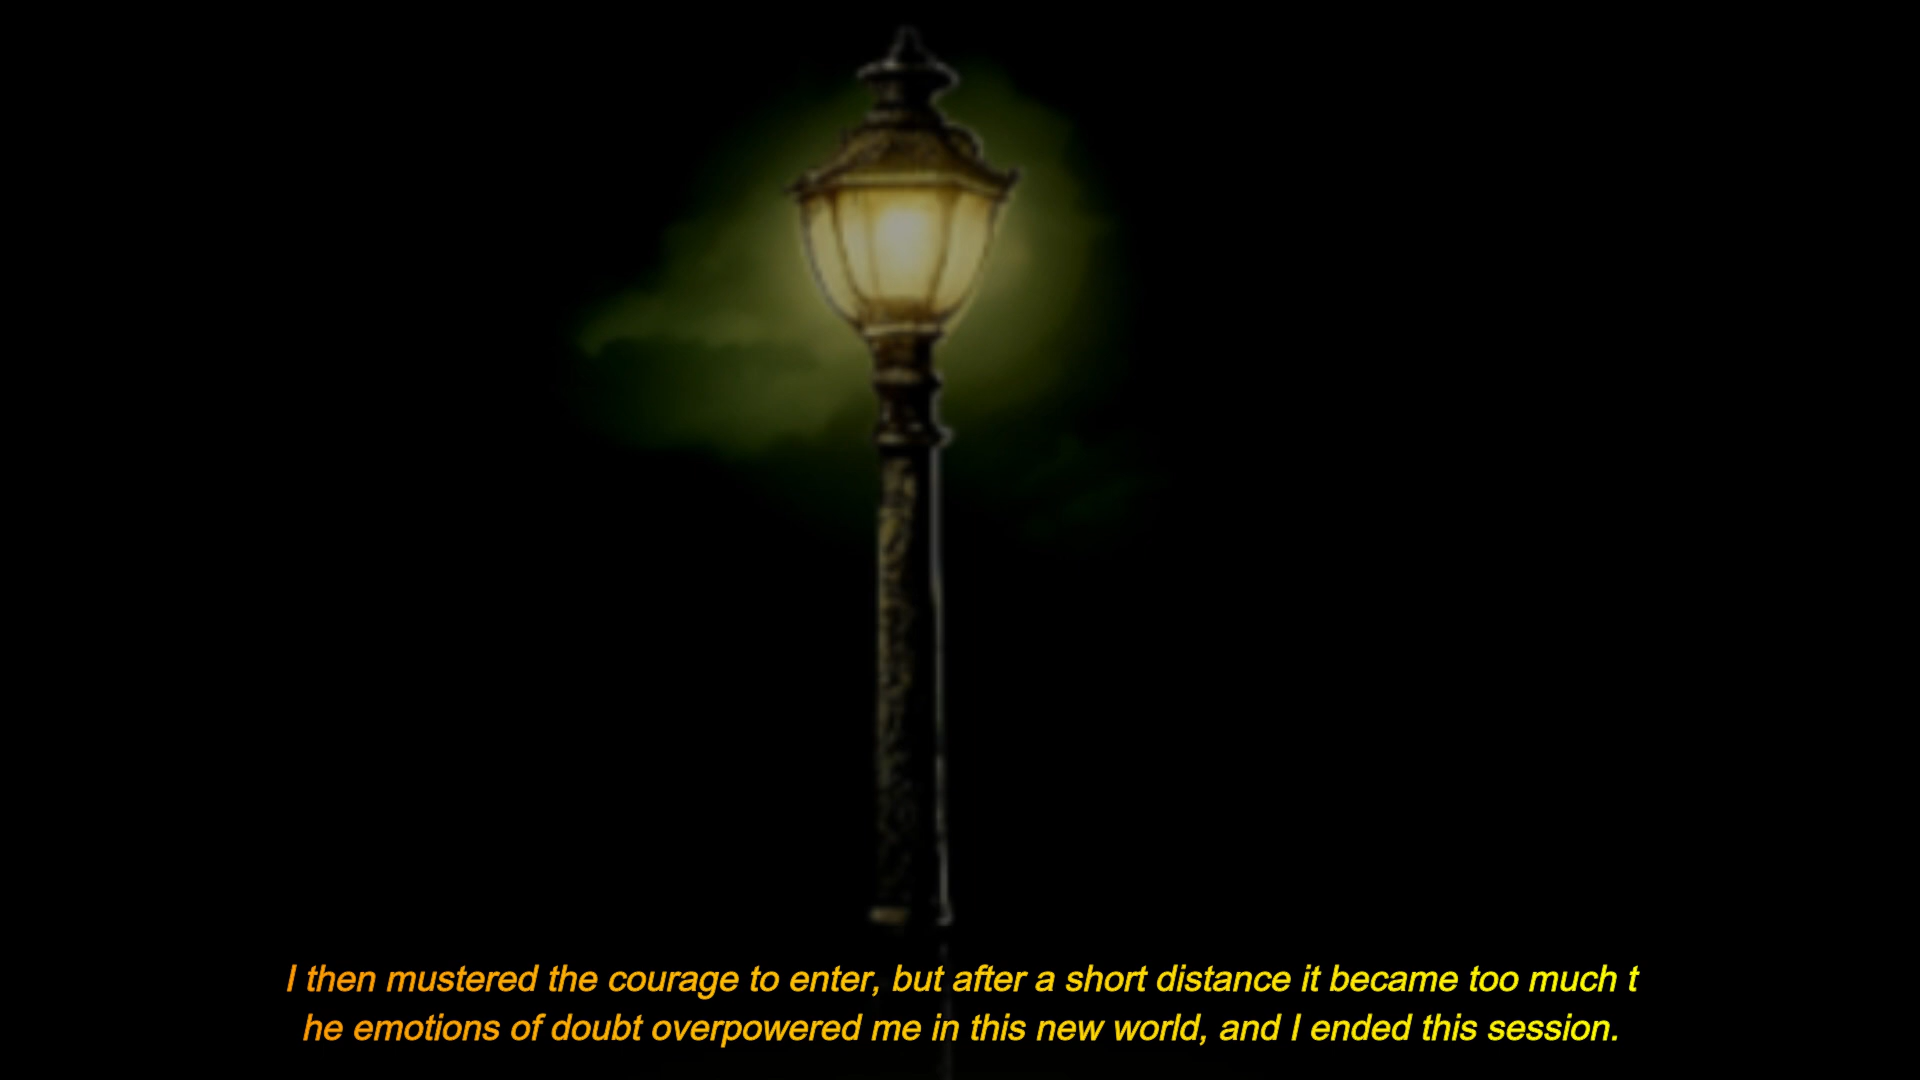 I then mustered the courage to enter, but after a short distance it became too much t
he emotions of doubt overpowered me in this new world, and I ended this session.